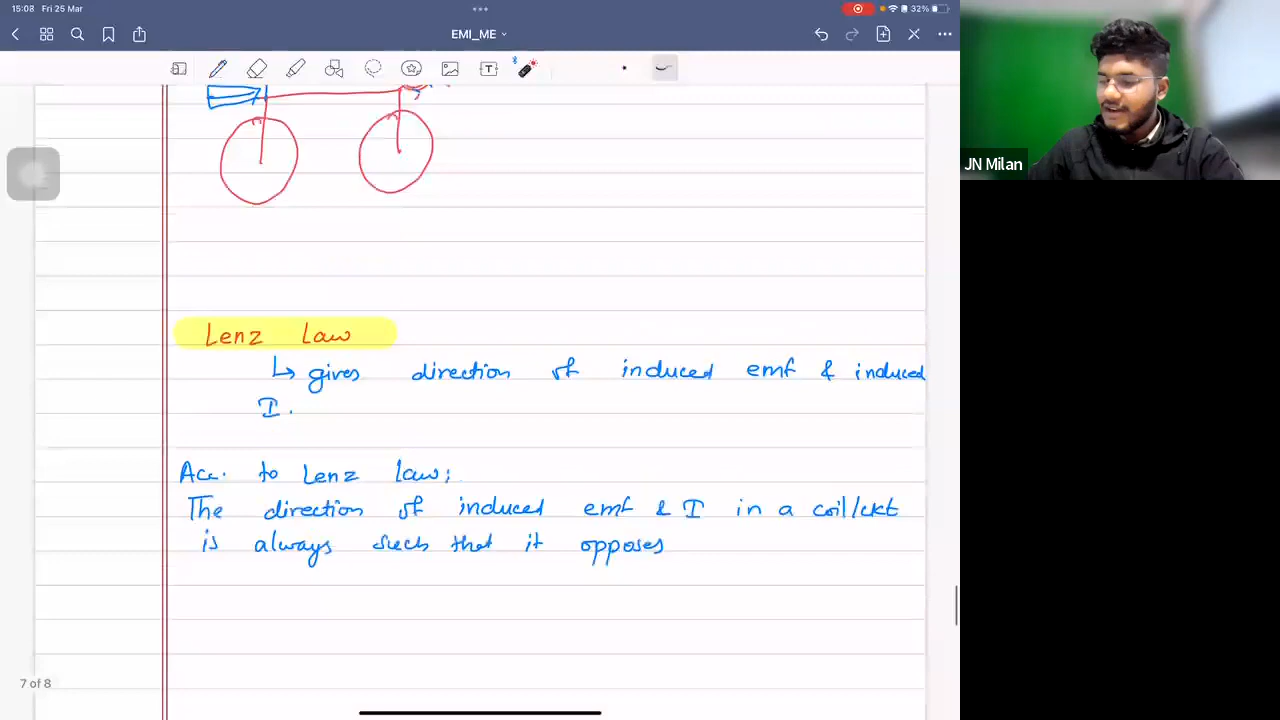 15:08 Fri 25 Mar
32%
EMI_ME
JN Milan
Lenz Law
↳ gives direction of induced emf & induced
I.
Acc. to Lenz law;
The direction of induced emf & I in a coil/ckt
is always such that it opposes
7 of 8